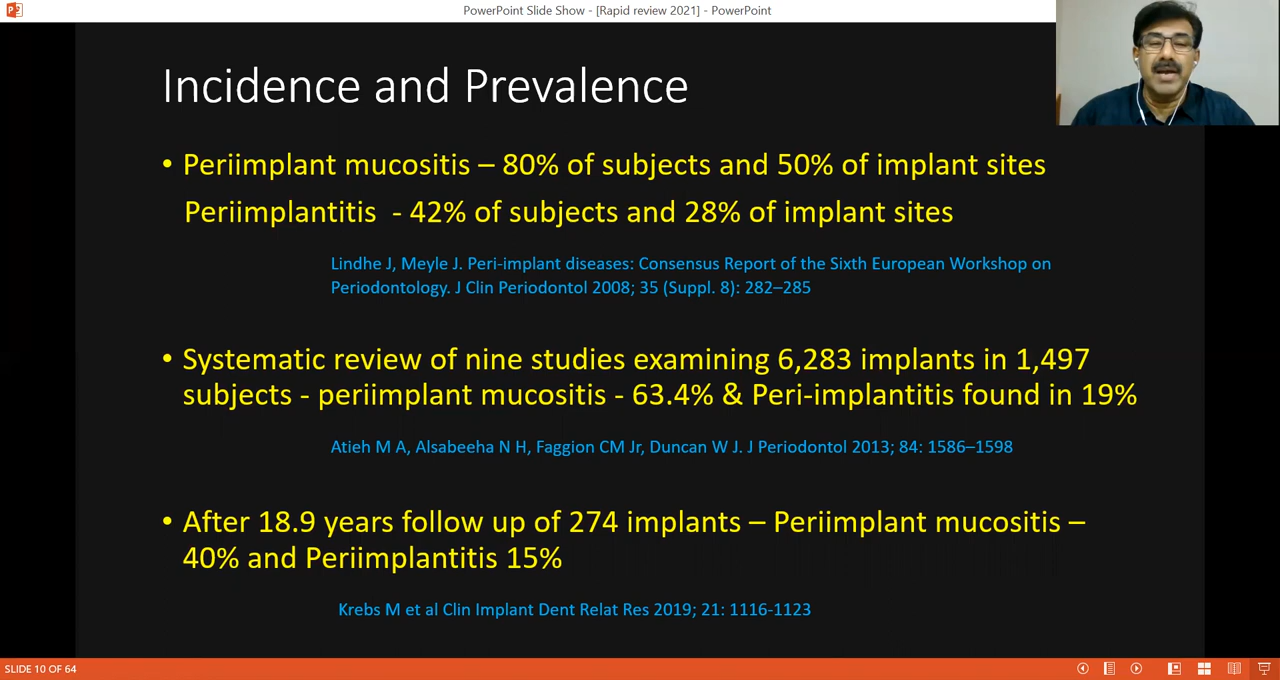 PowerPoint Slide Show - [Rapid review 2021] - PowerPoint
Incidence and Prevalence
• Periimplant mucositis – 80% of subjects and 50% of implant sites
Periimplantitis - 42% of subjects and 28% of implant sites
Lindhe J, Meyle J. Peri-implant diseases: Consensus Report of the Sixth European Workshop on
Periodontology. J Clin Periodontol 2008; 35 (Suppl. 8): 282–285
• Systematic review of nine studies examining 6,283 implants in 1,497
subjects - periimplant mucositis - 63.4% & Peri-implantitis found in 19%
Atieh M A, Alsabeeha N H, Faggion CM Jr, Duncan W J. J Periodontol 2013; 84: 1586–1598
• After 18.9 years follow up of 274 implants – Periimplant mucositis –
40% and Periimplantitis 15%
Krebs M et al Clin Implant Dent Relat Res 2019; 21: 1116-1123
SLIDE 10 OF 64